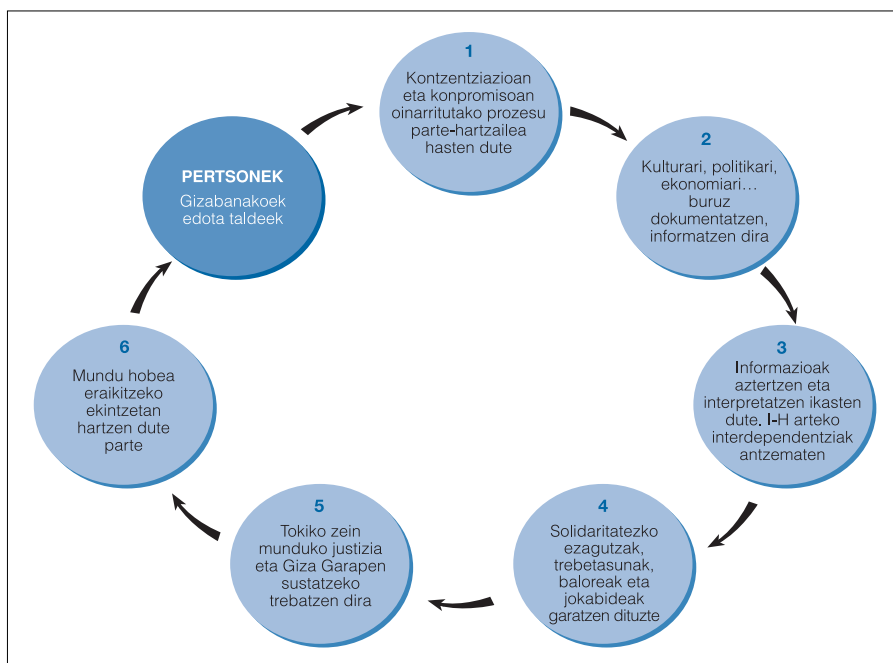 PERTSONEK
Gizabanakoek
edota taldeek
1
Kontzentziazioan
eta konpromisoan
oinarritutako prozesu
parte-hartzailea
hasten dute
2
Kulturari, politikari,
ekonomiari...
buruz
dokumentatzen,
informatzen dira
3
Informazioak
aztertzen eta
interpretatzen ikasten
dute. I-H arteko
interdependentziak
antzematen
4
Solidaritatezko
ezagutzak,
trebetasunak,
baloreak eta
jokabideak
garatzen dituzte
5
Tokiko zein
munduko justizia
eta Giza Garapen
sustatzeko
trebatzen dira
6
Mundu hobea
eraikitzeko
ekintzetan
hartzen dute
parte